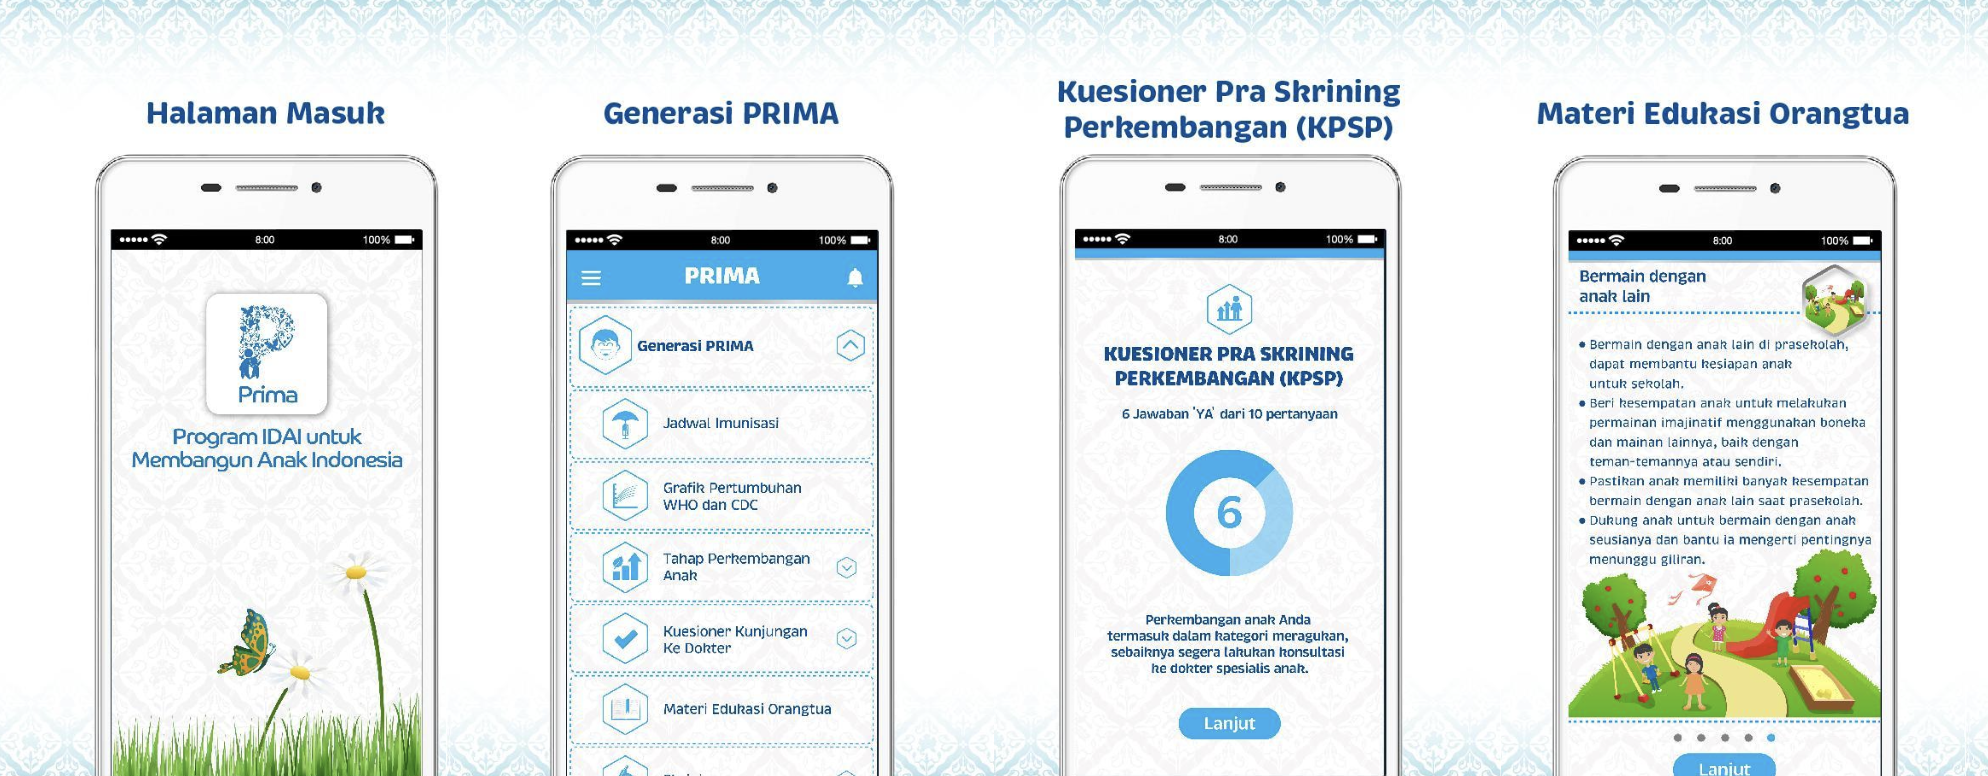 Halaman Masuk
8:00
100%
Prima
Program IDAI untuk
Membangun Anak Indonesia
Generasi PRIMA
8:00
100%
PRIMA
Generasi PRIMA
Jadwal Imunisasi
Grafik Pertumbuhan
WHO dan CDC
Tahap Perkembangan
Anak
Kuesioner Kunjungan
Ke Dokter
Materi Edukasi Orangtua
Kuesioner Pra Skrining
Perkembangan (KPSP)
8:00
100%
KUESIONER PRA SKRINING
PERKEMBANGAN (KPSP)
6 Jawaban 'YA' dari 10 pertanyaan
6
Perkembangan anak Anda
termasuk dalam kategori meragukan,
sebaiknya segera lakukan konsultasi
ke dokter spesialis anak.
Lanjut
Materi Edukasi Orangtua
8:00
100%
Bermain dengan
anak lain
• Bermain dengan anak lain di prasekolah,
dapat membantu kesiapan anak
untuk sekolah.
• Beri kesempatan anak untuk melakukan
permainan imajinatif menggunakan boneka
dan mainan lainnya, baik dengan
teman-temannya atau sendiri.
• Pastikan anak memiliki banyak kesempatan
bermain dengan anak lain saat prasekolah.
• Dukung anak untuk bermain dengan anak
seusianya dan bantu ia mengerti pentingnya
menunggu giliran.
Lanjut